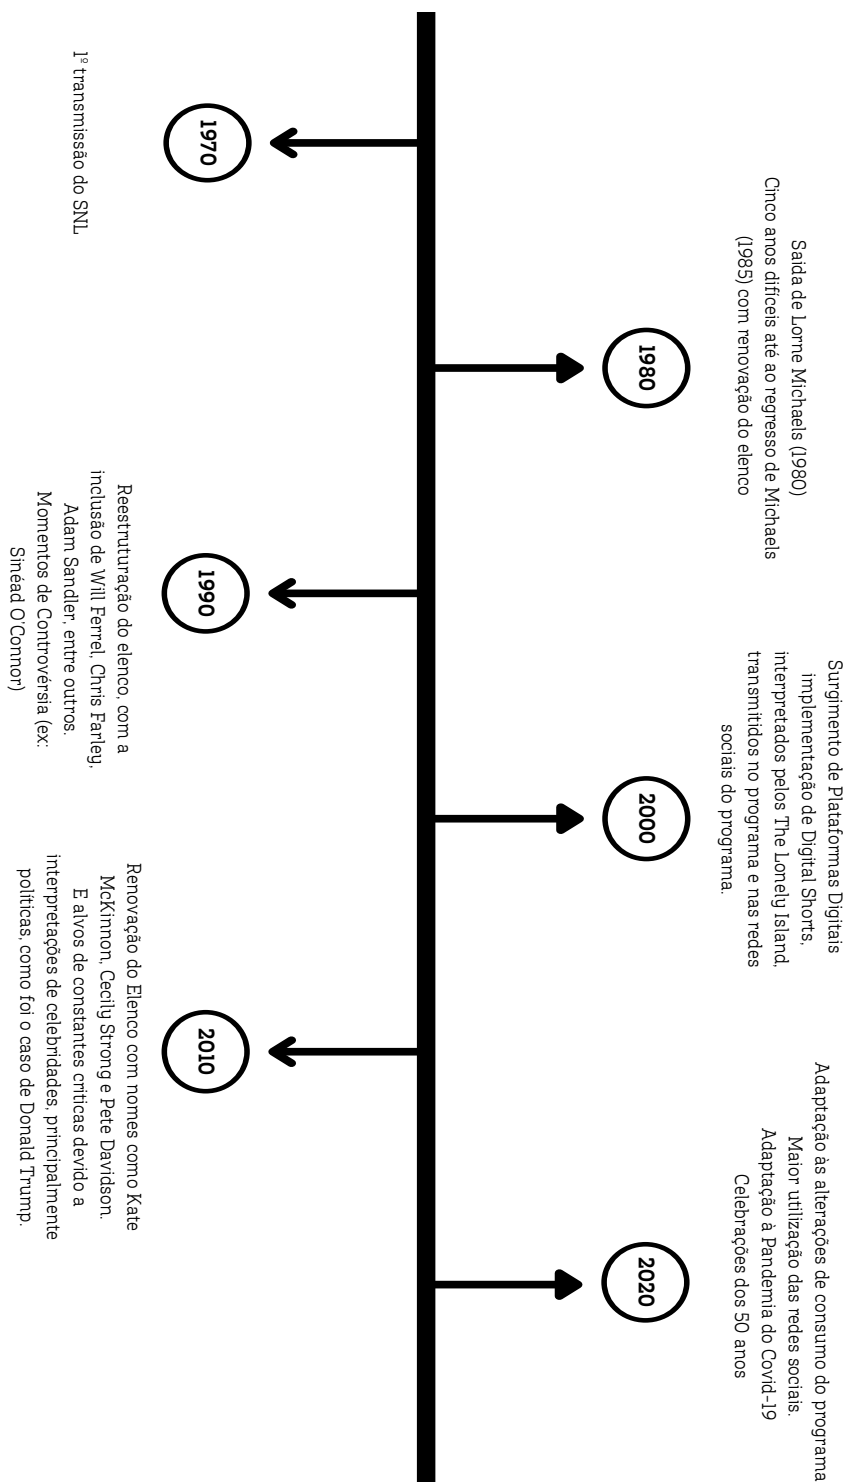 1970
1º transmissão do SNL
1980
Saida de Lorne Michaels (1980)
Cinco anos difíceis até ao regresso de Michaels
(1985) com renovação do elenco
1990
Reestruturação do elenco, com a
inclusão de Will Ferrel, Chris Farley,
Adam Sandler, entre outros.
Momentos de Controvérsia (ex:
Sinéad O'Connor)
2000
Surgimento de Plataformas Digitais
implementação de Digital Shorts,
interpretados pelos The Lonely Island,
transmitidos no programa e nas redes
sociais do programa.
2010
Renovação do Elenco com nomes como Kate
McKinnon, Cecily Strong e Pete Davidson.
E alvos de constantes criticas devido a
interpretações de celebridades, principalmente
politicas, como foi o caso de Donald Trump.
2020
Adaptação às alterações de consumo do programa
Maior utilização das redes sociais.
Adaptação à Pandemia do Covid-19
Celebrações dos 50 anos